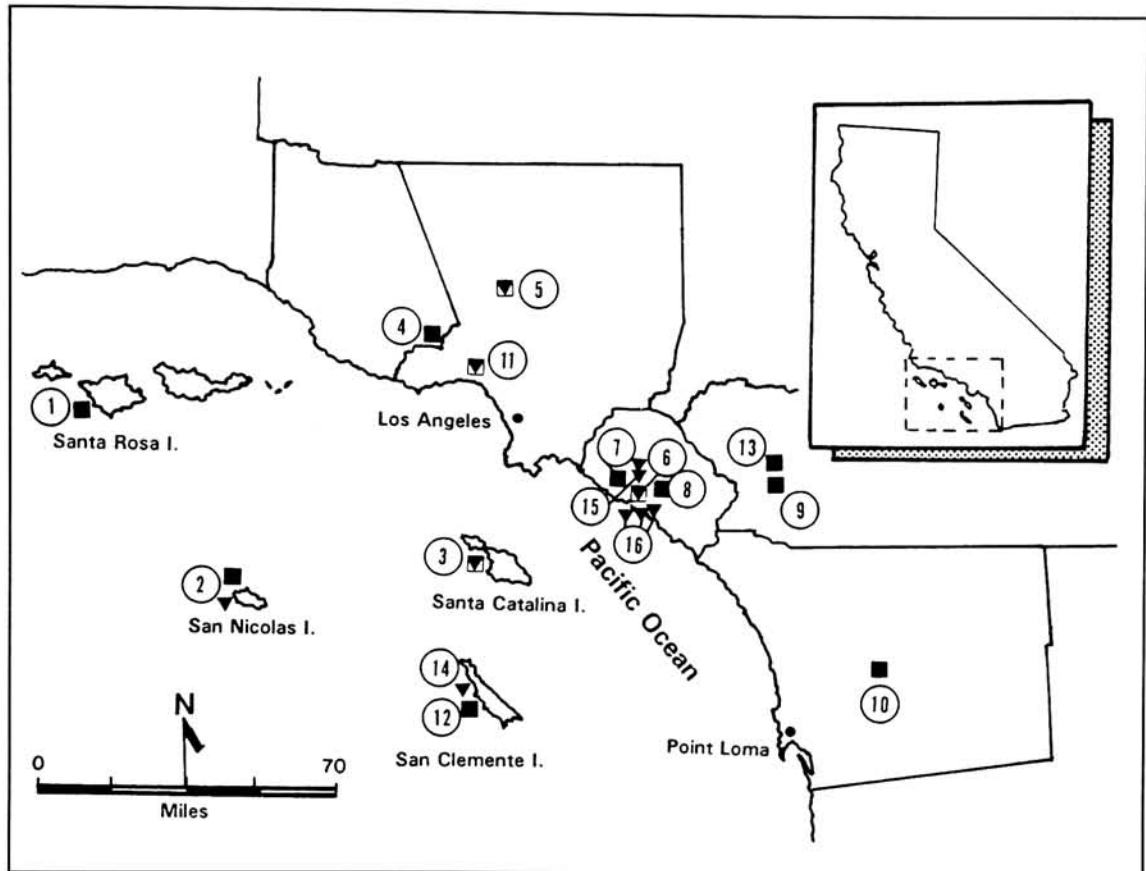 5
4
11
1
Santa Rosa I.
Los Angeles
7
6
13
8
15
9
16
Pacific Ocean
3
2
Santa Catalina I.
San Nicolas I.
14
12
10
N
San Clemente I.
Point Loma
0 70
Miles